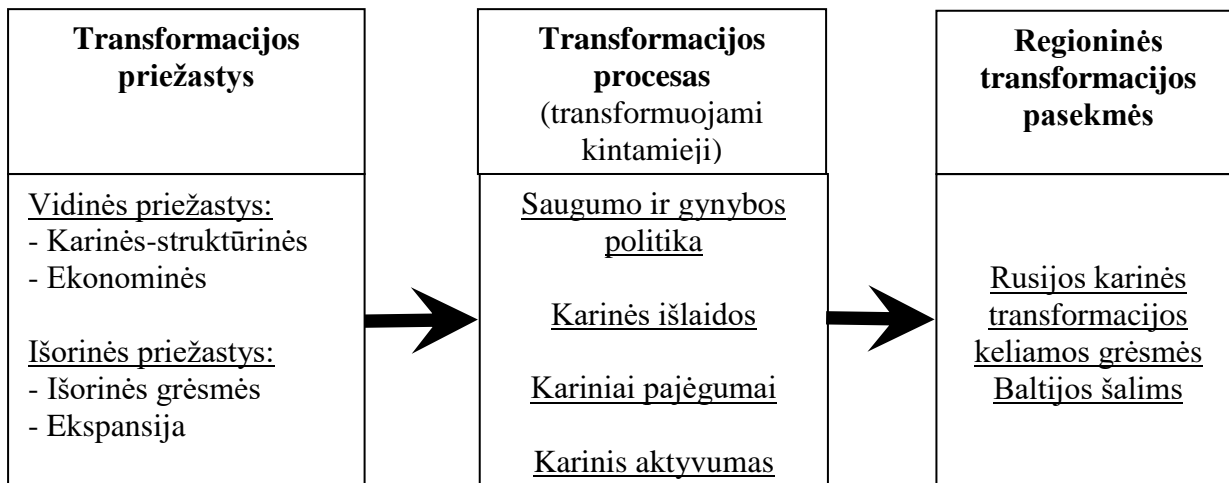 Transformacijos
priežastys
Vidinės priežastys:
- Karinės-struktūrinės
- Ekonominės
Išorinės priežastys:
- Išorinės grėsmės
- Ekspansija
Transformacijos
procesas
(transformuojami
kintamieji)
Saugumo ir gynybos
politika
Karinės išlaidos
Kariniai pajėgumai
Karinis aktyvumas
Regioninės
transformacijos
pasekmės
Rusijos karinės
transformacijos
keliamos grėsmės
Baltijos šalims